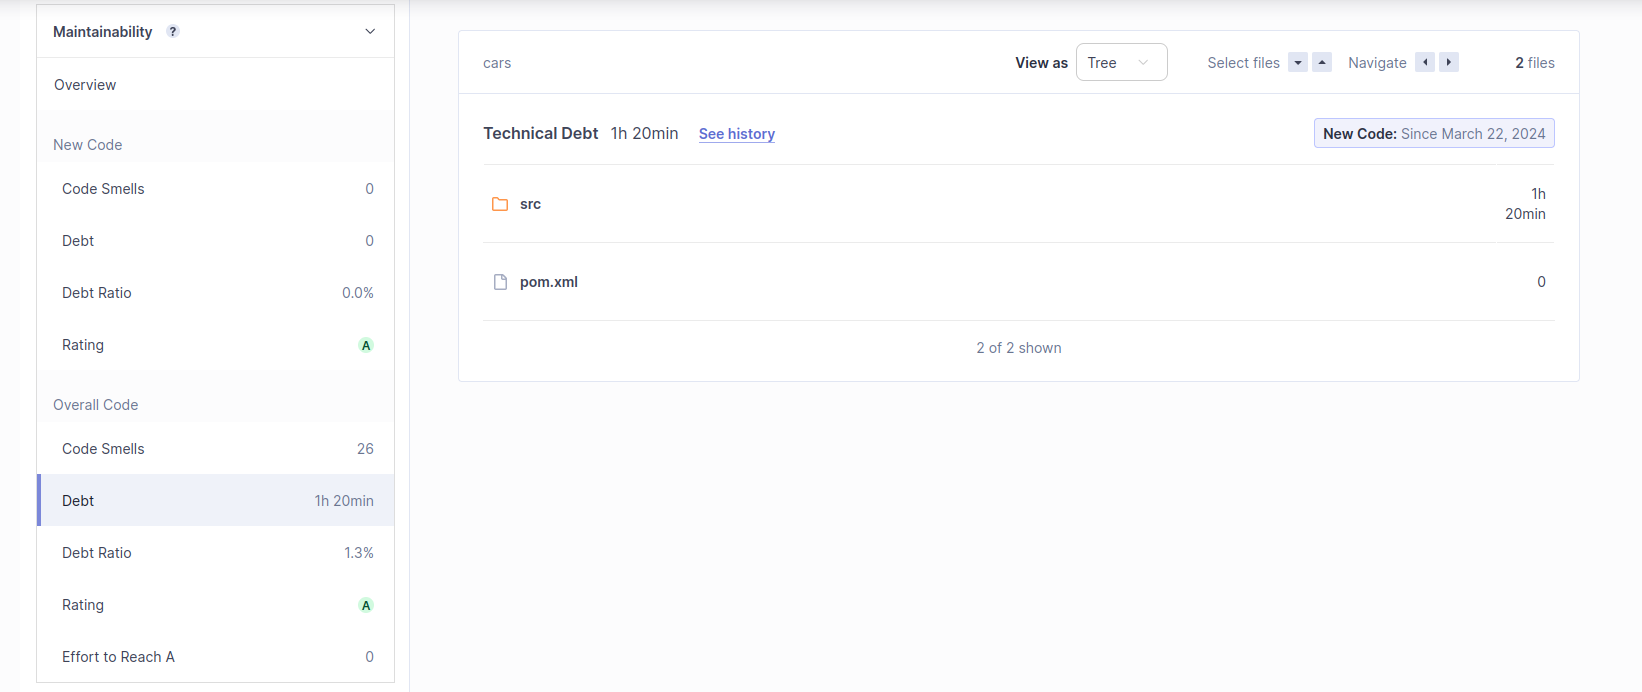 Maintainability ?
Overview
New Code
Code Smells 0
Debt 0
Debt Ratio 0.0%
Rating A
Overall Code
Code Smells 26
Debt 1h 20min
Debt Ratio 1.3%
Rating A
Effort to Reach A 0
cars View as Tree Select files Navigate 2 files
Technical Debt 1h 20min See history New Code: Since March 22, 2024
src 1h
20min
pom.xml 0
2 of 2 shown